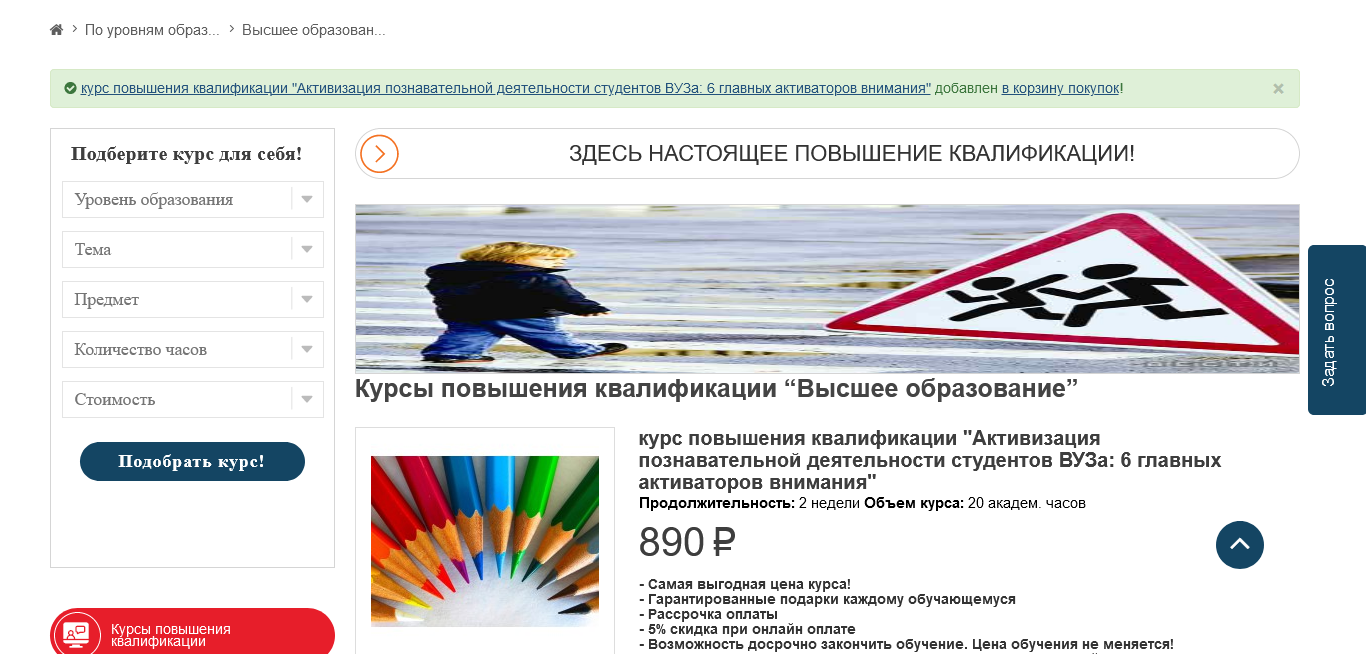 По уровням образ...
Высшее образован...
курс повышения квалификации "Активизация познавательной деятельности студентов ВУЗа: 6 главных активаторов внимания" добавлен в корзину покупок!
×
Подберите курс для себя!
Уровень образования
Тема
Предмет
Количество часов
Стоимость
Подобрать курс!
Курсы повышения
квалификации
ЗДЕСЬ НАСТОЯЩЕЕ ПОВЫШЕНИЕ КВАЛИФИКАЦИИ!
Курсы повышения квалификации “Высшее образование”
курс повышения квалификации "Активизация
познавательной деятельности студентов ВУЗа: 6 главных
активаторов внимания"
Продолжительность: 2 недели Объем курса: 20 академ. часов
890 ₽
- Самая выгодная цена курса!
- Гарантированные подарки каждому обучающемуся
- Рассрочка оплаты
- 5% скидка при онлайн оплате
- Возможность досрочно закончить обучение. Цена обучения не меняется!
Задать вопрос